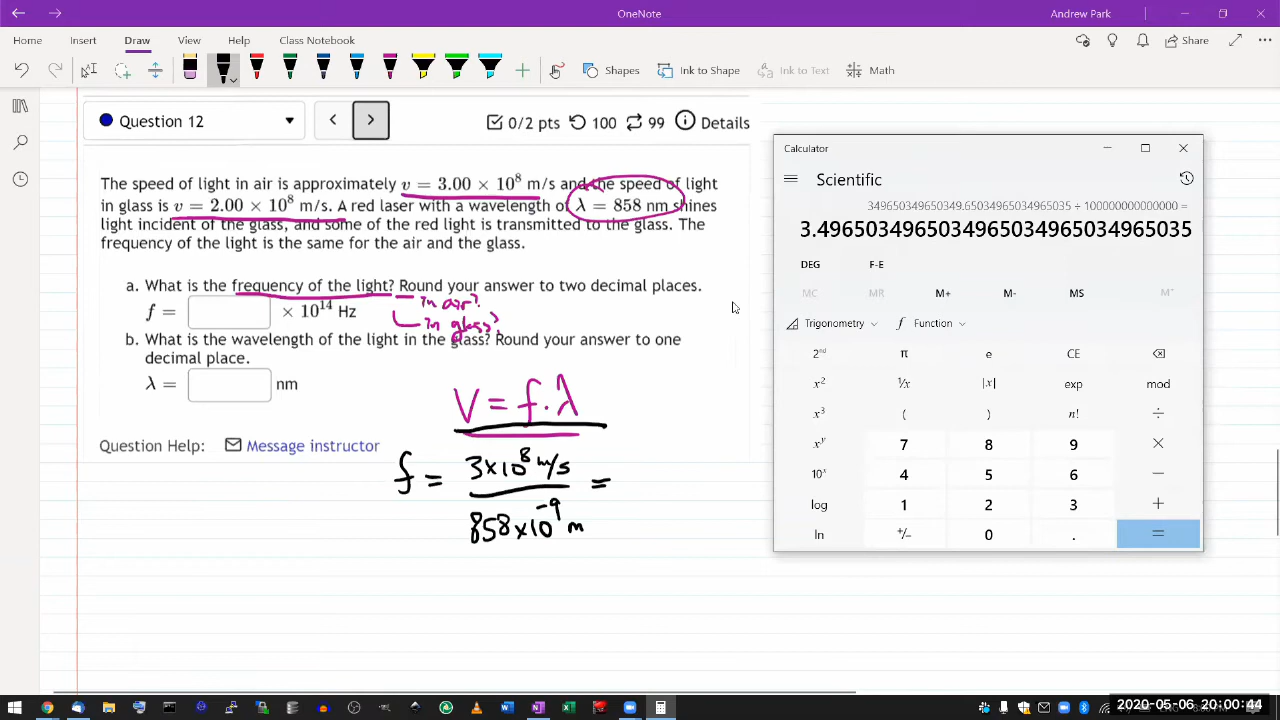 OneNote
Andrew Park
Home Insert Draw View Help Class Notebook
Share
Shapes Ink to Shape Ink to Text Math
Question 12
0/2 pts 100 99 Details
The speed of light in air is approximately v = 3.00 × 10⁸ m/s and the speed of light
in glass is v = 2.00 × 10⁸ m/s. A red laser with a wavelength of λ = 858 nm shines
light incident of the glass, and some of the red light is transmitted to the glass. The
frequency of the light is the same for the air and the glass.
a. What is the frequency of the light? Round your answer to two decimal places.
in air?
f = × 10¹⁴ Hz
in glass?
b. What is the wavelength of the light in the glass? Round your answer to one
decimal place.
λ = nm
V = f·λ
Question Help: Message instructor
f = 3×10⁸ m/s =
858×10⁻⁹ m
Calculator
Scientific
349650349650349.65034965034965035 ÷ 100000000000000 =
3.4965034965034965034965034965035
DEG F-E
MC MR M+ M- MS M˅
Trigonometry Function
2ⁿᵈ π e CE
x² ¹/x |x| exp mod
x³ ( ) n! ÷
xʸ 7 8 9 ×
10ˣ 4 5 6 −
log 1 2 3 +
ln +/− 0 . =
2020-05-06 20:00:44